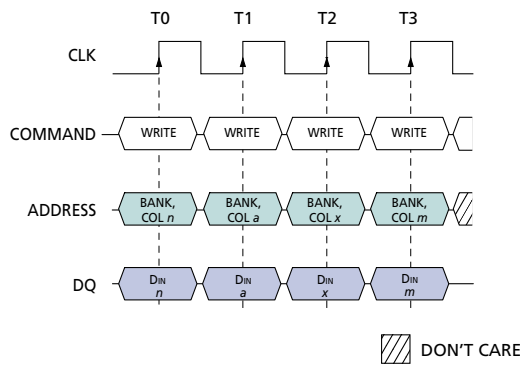 T0 T1 T2 T3
CLK
COMMAND WRITE WRITE WRITE WRITE
BANK, BANK, BANK, BANK,
ADDRESS
COL n COL a COL x COL m
DIN DIN DIN DIN
DQ
n a x m
DON'T CARE